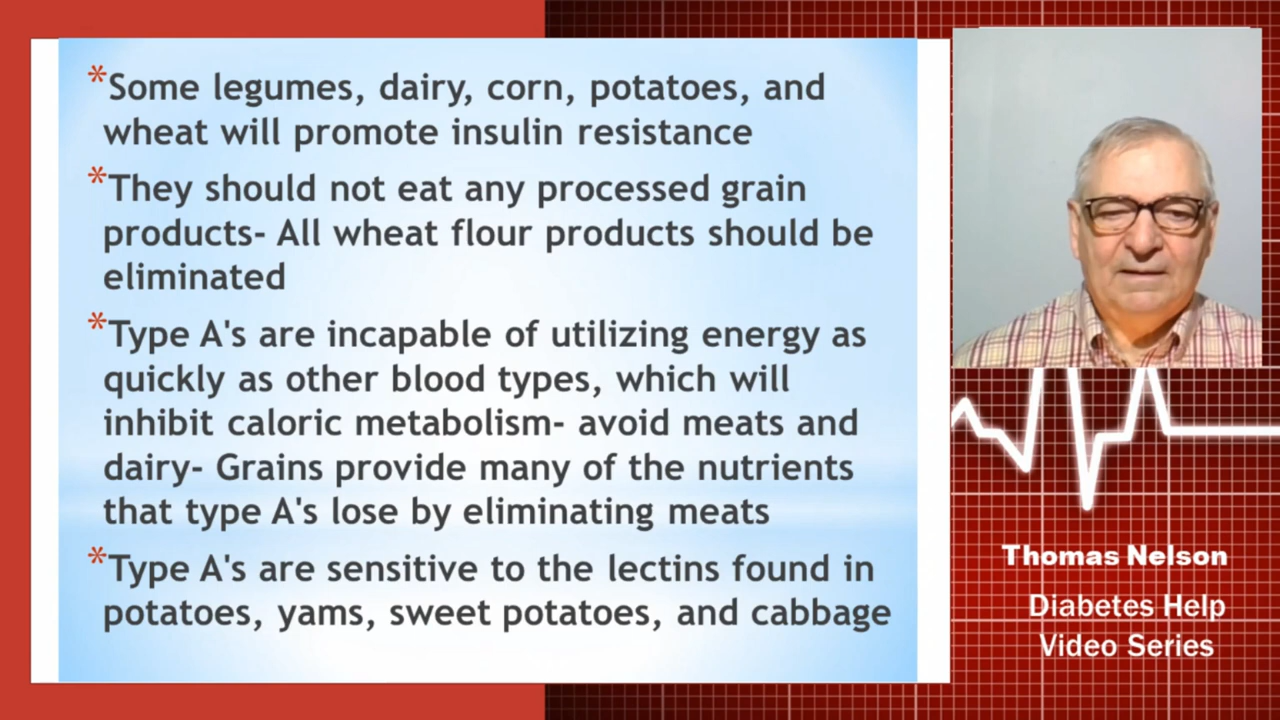 *Some legumes, dairy, corn, potatoes, and
wheat will promote insulin resistance
*They should not eat any processed grain
products- All wheat flour products should be
eliminated
*Type A's are incapable of utilizing energy as
quickly as other blood types, which will
inhibit caloric metabolism- avoid meats and
dairy- Grains provide many of the nutrients
that type A's lose by eliminating meats
*Type A's are sensitive to the lectins found in
potatoes, yams, sweet potatoes, and cabbage
Thomas Nelson
Diabetes Help
Video Series